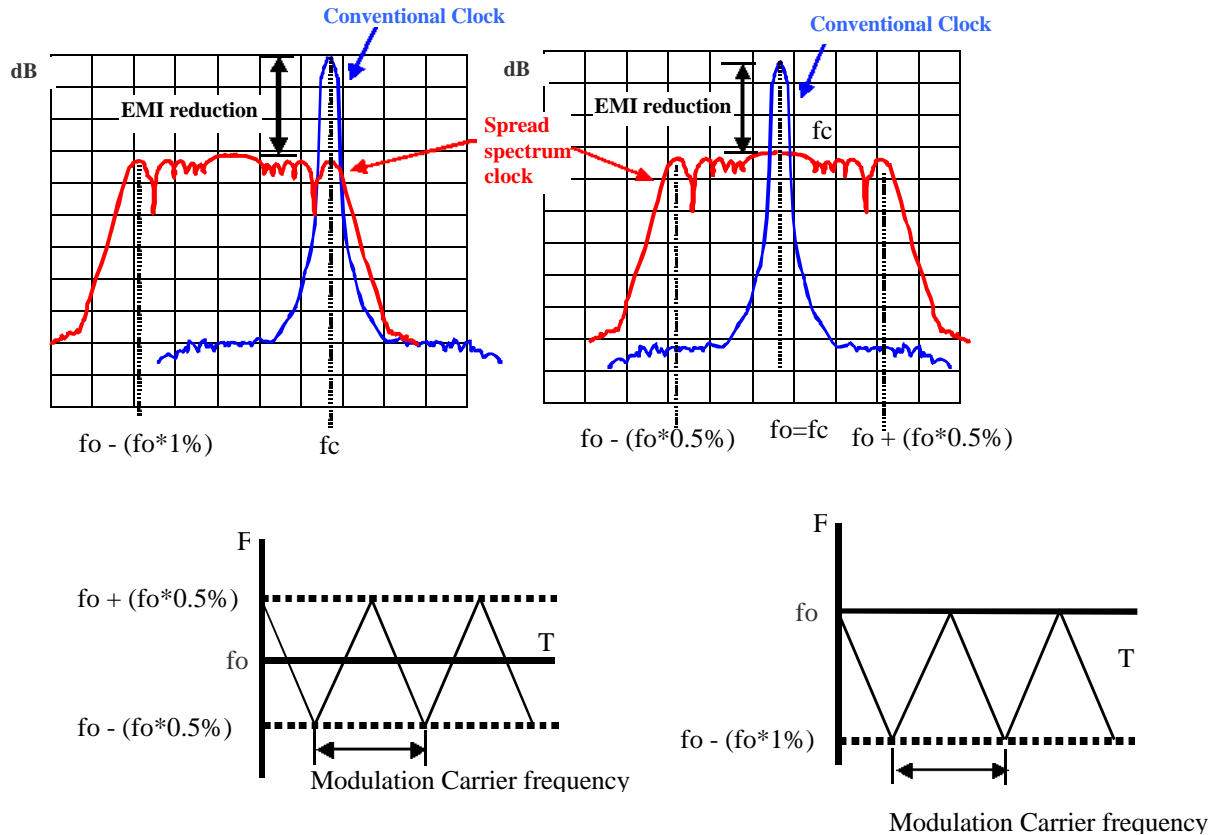 Conventional Clock
dB
EMI reduction
Spread
spectrum
clock
fo - (fo*1%)
fc
Conventional Clock
dB
EMI reduction
fc
fo - (fo*0.5%)
fo=fc
fo + (fo*0.5%)
F
fo + (fo*0.5%)
T
fo
fo - (fo*0.5%)
Modulation Carrier frequency
F
fo
T
fo - (fo*1%)
Modulation Carrier frequency